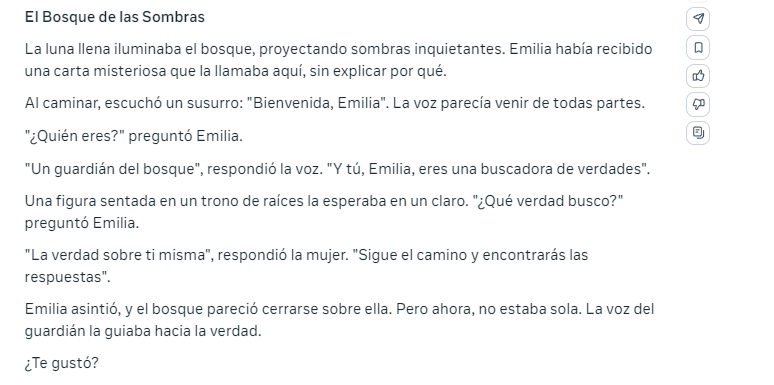 El Bosque de las Sombras
La luna llena iluminaba el bosque, proyectando sombras inquietantes. Emilia había recibido
una carta misteriosa que la llamaba aquí, sin explicar por qué.
Al caminar, escuchó un susurro: "Bienvenida, Emilia". La voz parecía venir de todas partes.
"¿Quién eres?" preguntó Emilia.
"Un guardián del bosque", respondió la voz. "Y tú, Emilia, eres una buscadora de verdades".
Una figura sentada en un trono de raíces la esperaba en un claro. "¿Qué verdad busco?"
preguntó Emilia.
"La verdad sobre ti misma", respondió la mujer. "Sigue el camino y encontrarás las
respuestas".
Emilia asintió, y el bosque pareció cerrarse sobre ella. Pero ahora, no estaba sola. La voz del
guardián la guiaba hacia la verdad.
¿Te gustó?